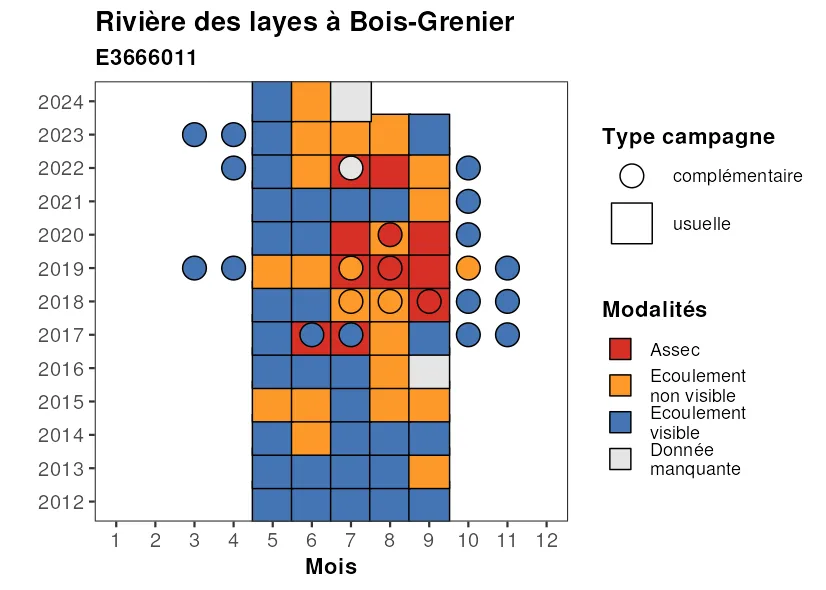 Rivière des layes à Bois-Grenier
E3666011
2024
2023
2022
2021
2020
2019
2018
2017
2016
2015
2014
2013
2012
1 2 3 4 5 6 7 8 9 10 11 12
Mois
Type campagne
complémentaire
usuelle
Modalités
Assec
Ecoulement
non visible
Ecoulement
visible
Donnée
manquante